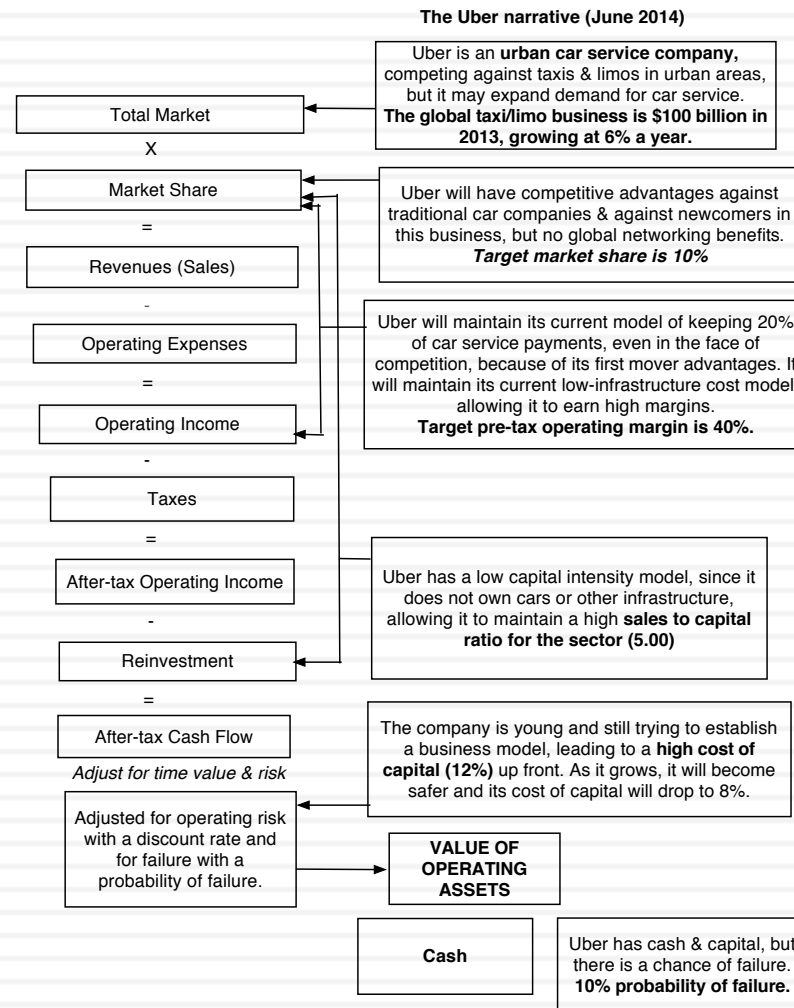 The Uber narrative (June 2014)
Uber is an urban car service company,
competing against taxis & limos in urban areas,
but it may expand demand for car service.
The global taxi/limo business is $100 billion in
2013, growing at 6% a year.
Total Market
X
Market Share
Uber will have competitive advantages against
traditional car companies & against newcomers in
this business, but no global networking benefits.
Target market share is 10%
=
Revenues (Sales)
-
Operating Expenses
Uber will maintain its current model of keeping 20%
of car service payments, even in the face of
competition, because of its first mover advantages. It
will maintain its current low-infrastructure cost model
allowing it to earn high margins.
Target pre-tax operating margin is 40%.
=
Operating Income
-
Taxes
=
After-tax Operating Income
Uber has a low capital intensity model, since it
does not own cars or other infrastructure,
allowing it to maintain a high sales to capital
ratio for the sector (5.00)
-
Reinvestment
=
After-tax Cash Flow
The company is young and still trying to establish
a business model, leading to a high cost of
capital (12%) up front. As it grows, it will become
safer and its cost of capital will drop to 8%.
Adjust for time value & risk
Adjusted for operating risk
with a discount rate and
for failure with a
probability of failure.
VALUE OF
OPERATING
ASSETS
Cash
Uber has cash & capital, but
there is a chance of failure.
10% probability of failure.